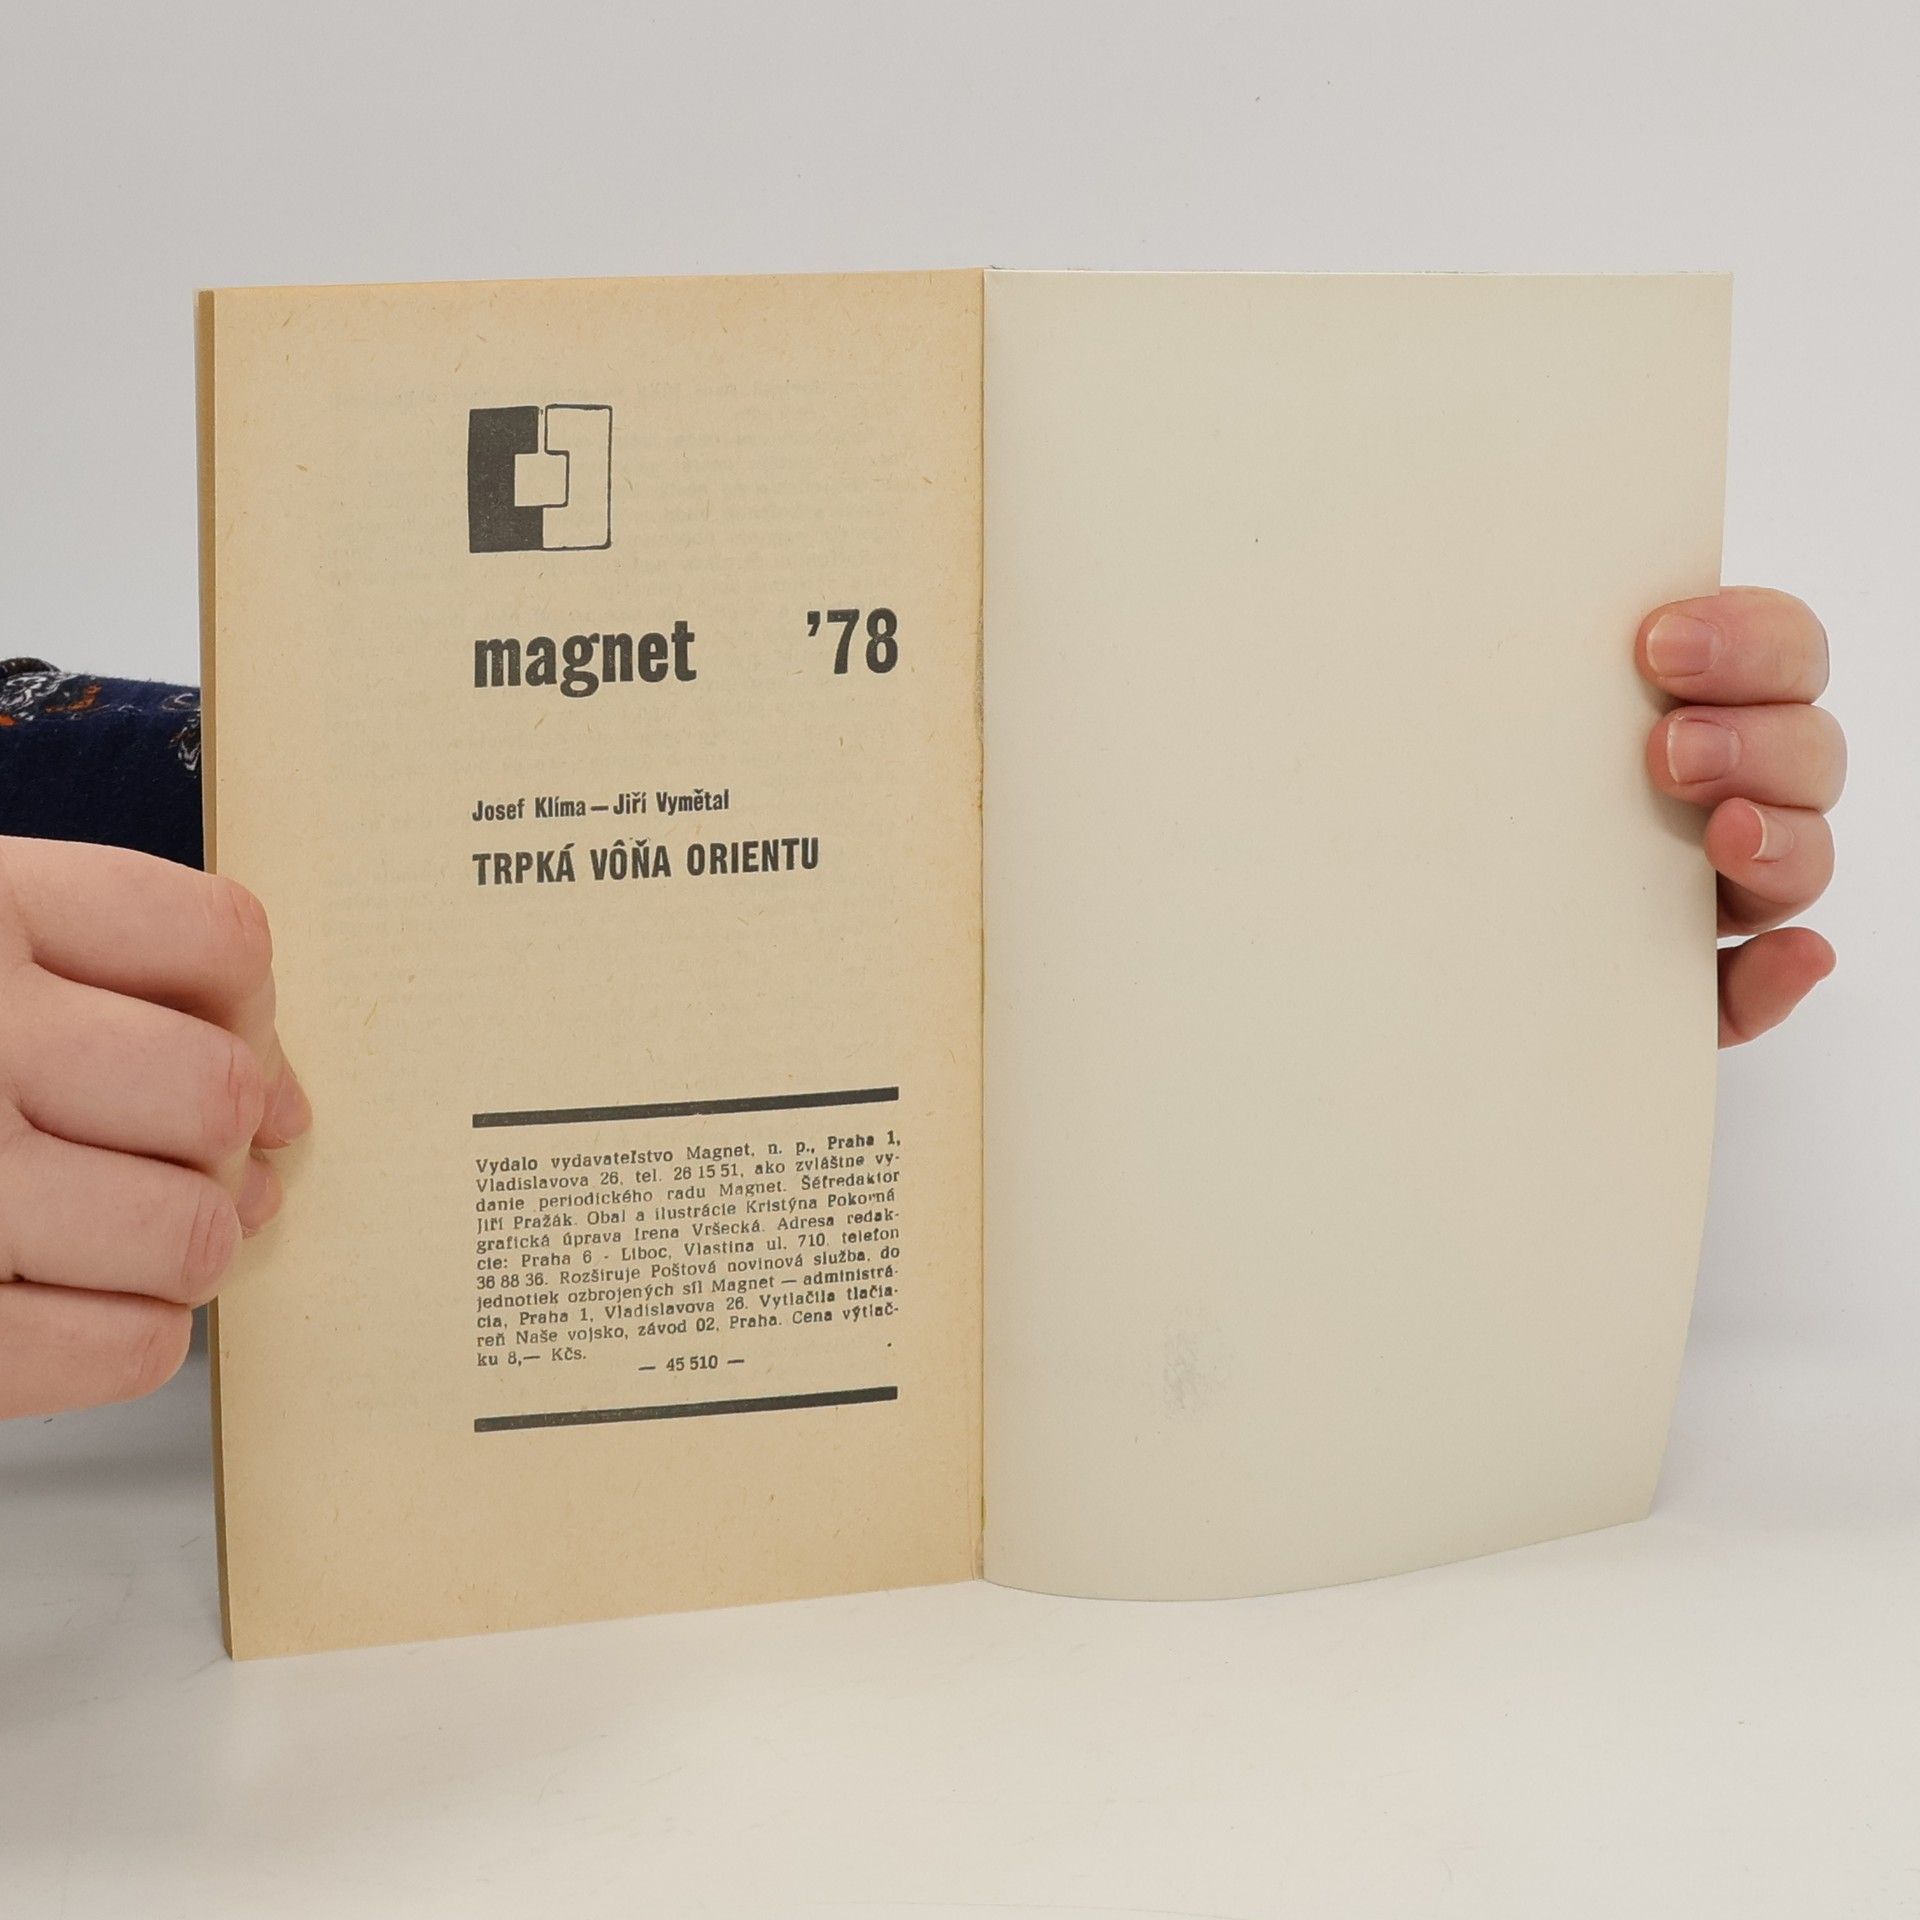 magnet ’78
Josef Klíma — Jiří Vymětal
TRPKÁ VÔŇA ORIENTU
Vydalo vydavateľstvo Magnet, n. p., Praha 1,
Vladislavova 26, tel. 26 15 51, ako zvláštne vy-
danie periodického radu Magnet. Šéfredaktor
Jiří Pražák. Obal a ilustrácie Kristýna Pokorná
grafická úprava Irena Vršecká. Adresa redak-
cie: Praha 6 - Liboc, Vlastina ul. 710, telefon
36 88 36. Rozširuje Poštová novinová služba, do
jednotiek ozbrojených síl Magnet — administrá-
cia, Praha 1, Vladislavova 26. Vytlačila tlačia-
reň Naše vojsko, závod 02, Praha. Cena výtlač-
ku 8,— Kčs.
— 45 510 —